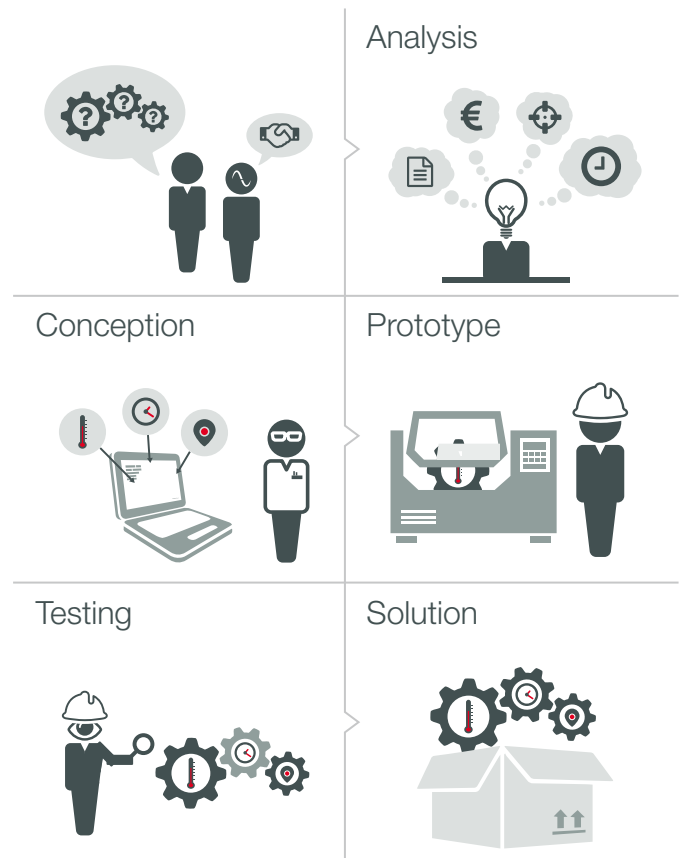 Analysis
? ? ?
€
Conception
Prototype
Testing
Solution